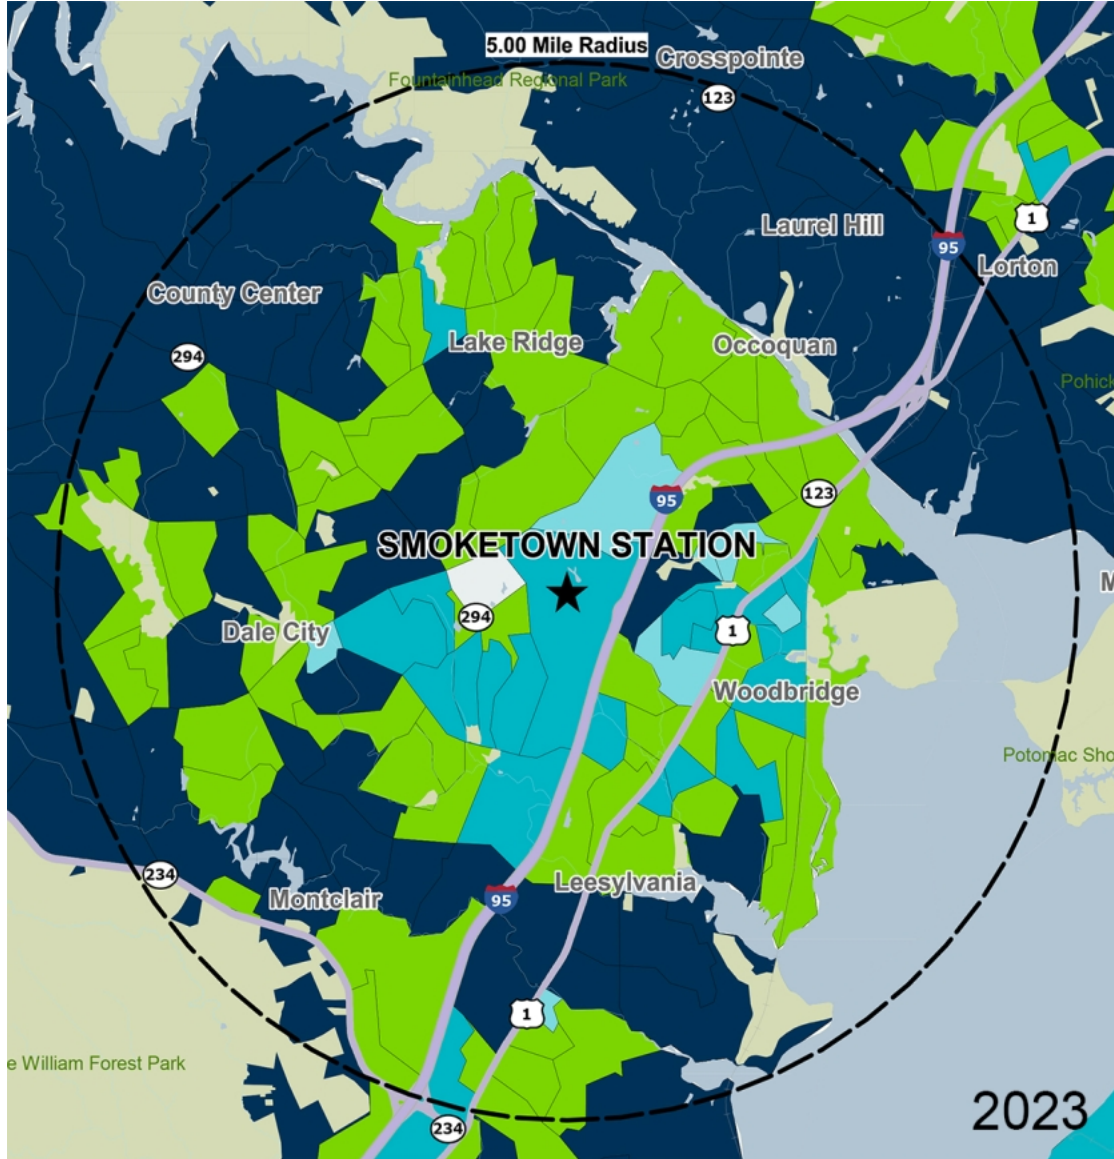 5.00 Mile Radius
Crosspointe
Fountainhead Regional Park
123
Laurel Hill
1
95
Lorton
County Center
Lake Ridge
Occoquan
294
Pohick
123
95
SMOKETOWN STATION
M
294
Dale City
1
Woodbridge
Potomac Sho
234
Leesylvania
Montclair
95
1
e William Forest Park
2023
234